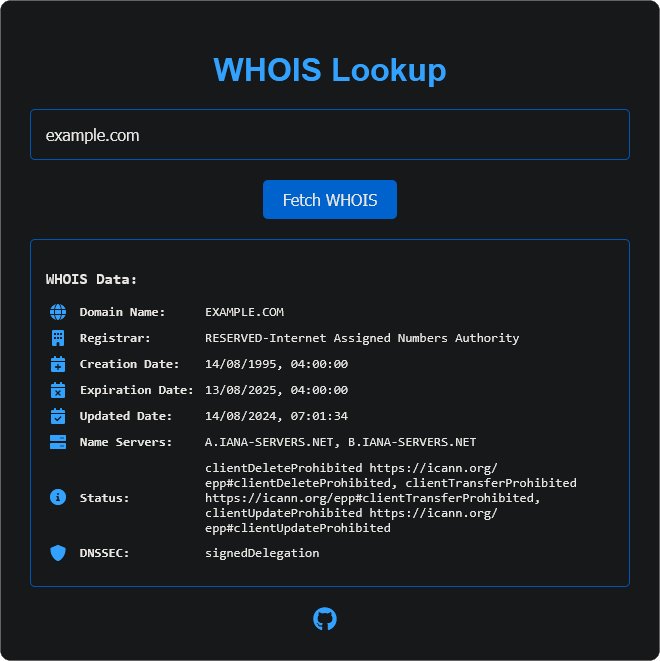 WHOIS Lookup
example.com
Fetch WHOIS
WHOIS Data:
Domain Name: EXAMPLE.COM
Registrar: RESERVED-Internet Assigned Numbers Authority
Creation Date: 14/08/1995, 04:00:00
Expiration Date: 13/08/2025, 04:00:00
Updated Date: 14/08/2024, 07:01:34
Name Servers: A.IANA-SERVERS.NET, B.IANA-SERVERS.NET
Status: clientDeleteProhibited https://icann.org/
epp#clientDeleteProhibited, clientTransferProhibited
https://icann.org/epp#clientTransferProhibited,
clientUpdateProhibited https://icann.org/
epp#clientUpdateProhibited
DNSSEC: signedDelegation